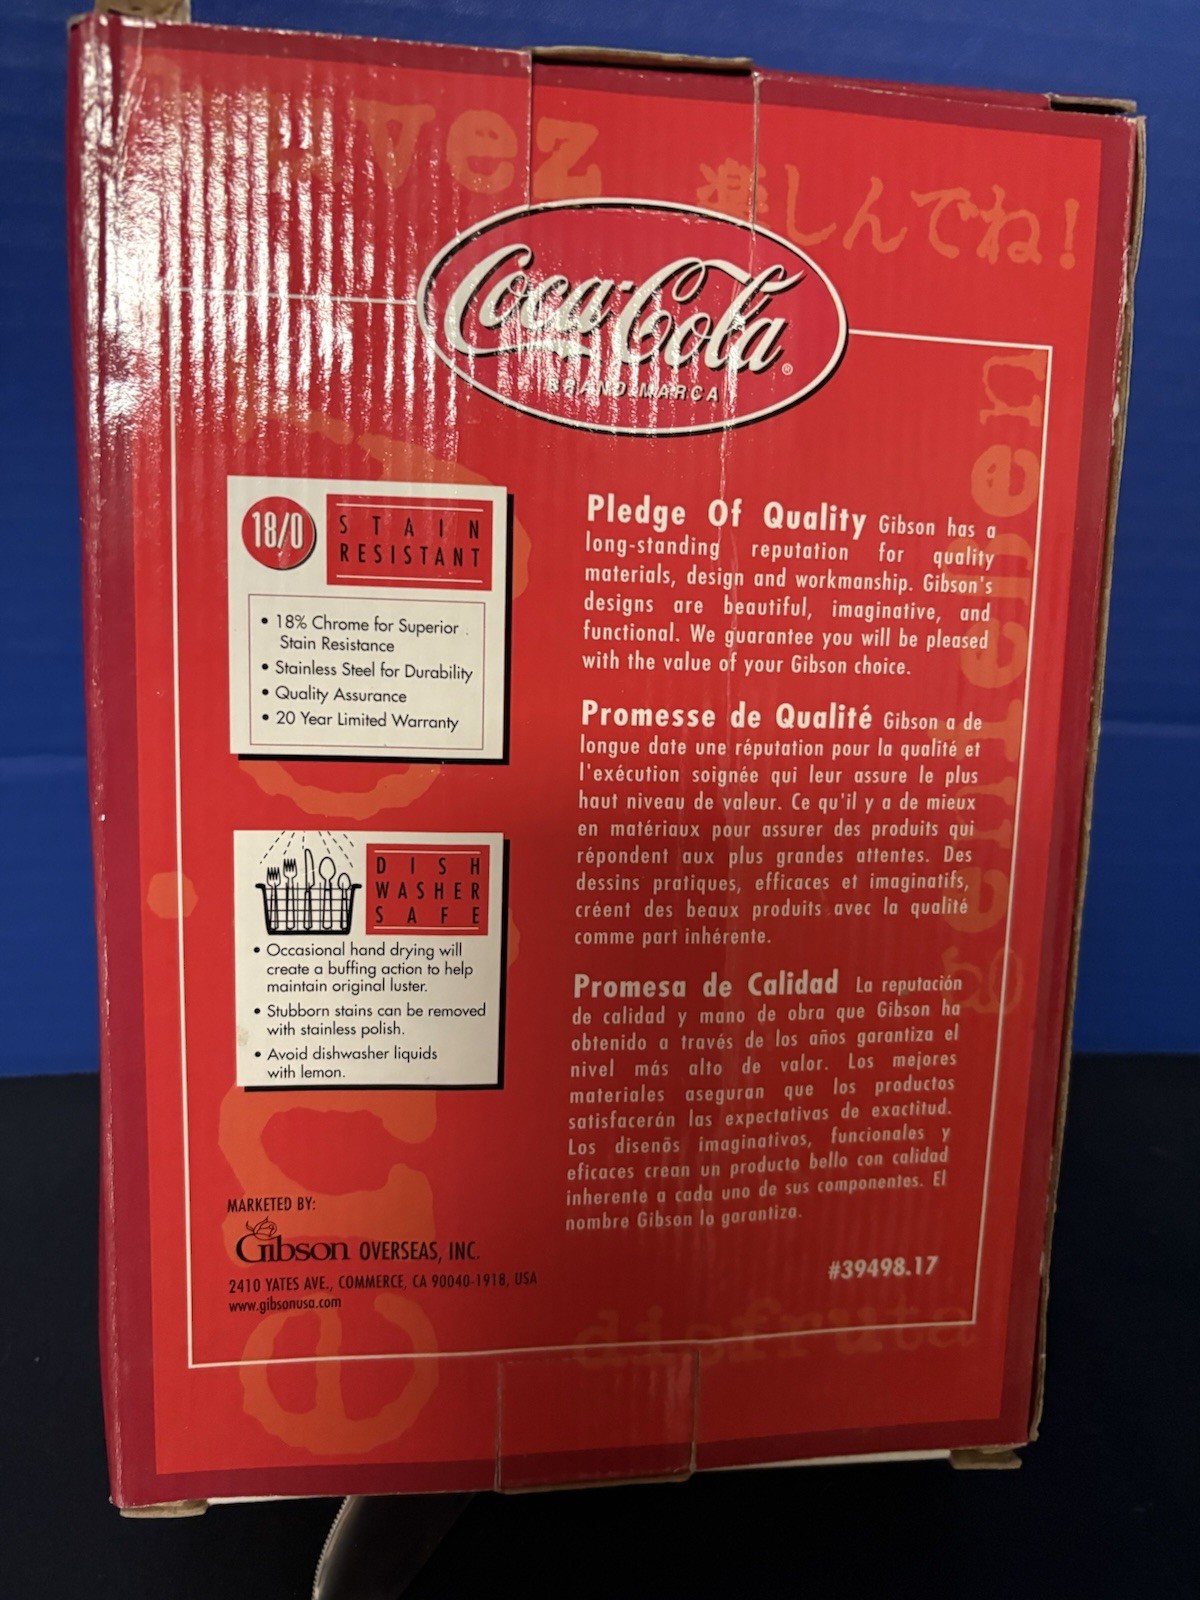 uvez
楽しんでね!
Coca-Cola®
BRAND.MARCA
genießen
18/0
STAIN
RESISTANT
• 18% Chrome for Superior
Stain Resistance
• Stainless Steel for Durability
• Quality Assurance
• 20 Year Limited Warranty
DISH
WASHER
SAFE
• Occasional hand drying will
create a buffing action to help
maintain original luster.
• Stubborn stains can be removed
with stainless polish.
• Avoid dishwasher liquids
with lemon.
MARKETED BY:
Gibson OVERSEAS, INC.
2410 YATES AVE., COMMERCE, CA 90040-1918, USA
www.gibsonusa.com
Pledge Of Quality Gibson has a
long-standing reputation for quality
materials, design and workmanship. Gibson's
designs are beautiful, imaginative, and
functional. We guarantee you will be pleased
with the value of your Gibson choice.
Promesse de Qualité Gibson a de
longue date une réputation pour la qualité et
l'exécution soignée qui leur assure le plus
haut niveau de valeur. Ce qu'il y a de mieux
en matériaux pour assurer des produits qui
répondent aux plus grandes attentes. Des
dessins pratiques, efficaces et imaginatifs,
créent des beaux produits avec la qualité
comme part inhérente.
Promesa de Calidad La reputación
de calidad y mano de obra que Gibson ha
obtenido a través de los años garantiza el
nivel más alto de valor. Los mejores
materiales aseguran que los productos
satisfacerán las expectativas de exactitud.
Los disenõs imaginativos, funcionales y
eficaces crean un producto bello con calidad
inherente a cada uno de sus componentes. El
nombre Gibson lo garantiza.
#39498.17
disfruta